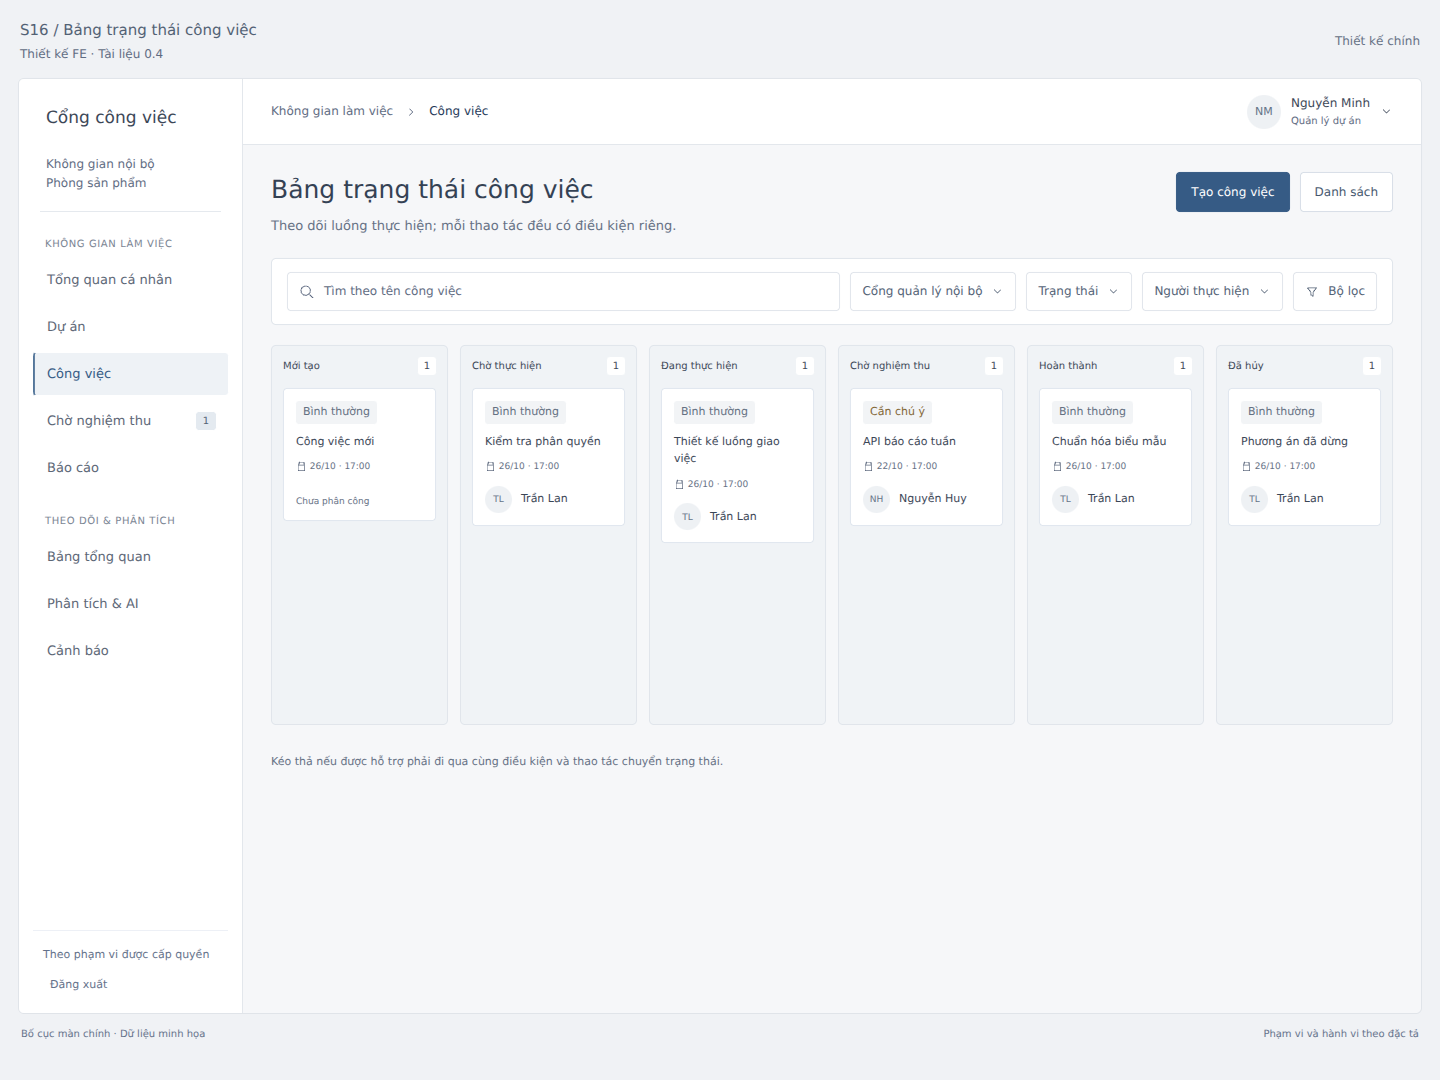 S16 / Bảng trạng thái công việc
Thiết kế FE · Tài liệu 0.4
Thiết kế chính
Cổng công việc
Không gian nội bộ
Phòng sản phẩm
KHÔNG GIAN LÀM VIỆC
Tổng quan cá nhân
Dự án
Công việc
Chờ nghiệm thu
1
Báo cáo
THEO DÕI & PHÂN TÍCH
Bảng tổng quan
Phân tích & AI
Cảnh báo
Theo phạm vi được cấp quyền
Đăng xuất
Không gian làm việc
Công việc
NM
Nguyễn Minh
Quản lý dự án
Bảng trạng thái công việc
Theo dõi luồng thực hiện; mỗi thao tác đều có điều kiện riêng.
Tạo công việc
Danh sách
Tìm theo tên công việc
Cổng quản lý nội bộ
Trạng thái
Người thực hiện
Bộ lọc
Mới tạo
1
Bình thường
Công việc mới
26/10 · 17:00
Chưa phân công
Chờ thực hiện
1
Bình thường
Kiểm tra phân quyền
26/10 · 17:00
TL
Trần Lan
Đang thực hiện
1
Bình thường
Thiết kế luồng giao
việc
26/10 · 17:00
TL
Trần Lan
Chờ nghiệm thu
1
Cần chú ý
API báo cáo tuần
22/10 · 17:00
NH
Nguyễn Huy
Hoàn thành
1
Bình thường
Chuẩn hóa biểu mẫu
26/10 · 17:00
TL
Trần Lan
Đã hủy
1
Bình thường
Phương án đã dừng
26/10 · 17:00
TL
Trần Lan
Kéo thả nếu được hỗ trợ phải đi qua cùng điều kiện và thao tác chuyển trạng thái.
Bố cục màn chính · Dữ liệu minh họa
Phạm vi và hành vi theo đặc tả